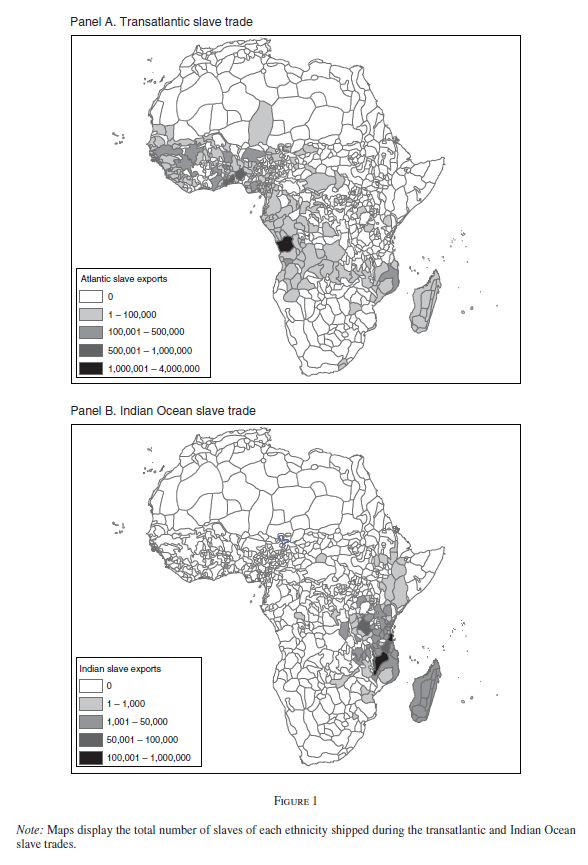 Panel A. Transatlantic slave trade
Atlantic slave exports
0
1 – 100,000
100,001 – 500,000
500,001 – 1,000,000
1,000,001 – 4,000,000
Panel B. Indian Ocean slave trade
Indian slave exports
0
1 – 1,000
1,001 – 50,000
50,001 – 100,000
100,001 – 1,000,000
Figure 1
Note: Maps display the total number of slaves of each ethnicity shipped during the transatlantic and Indian Ocean
slave trades.